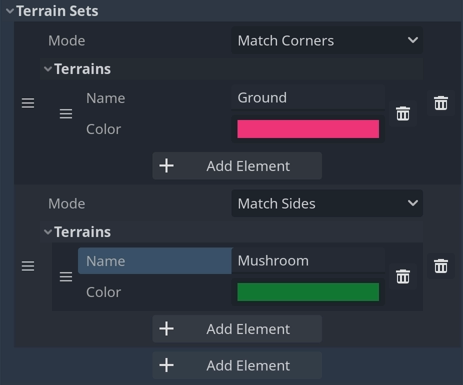 Terrain Sets
Mode Match Corners
Terrains
Name Ground
Color
Add Element
Mode Match Sides
Terrains
Name Mushroom
Color
Add Element
Add Element